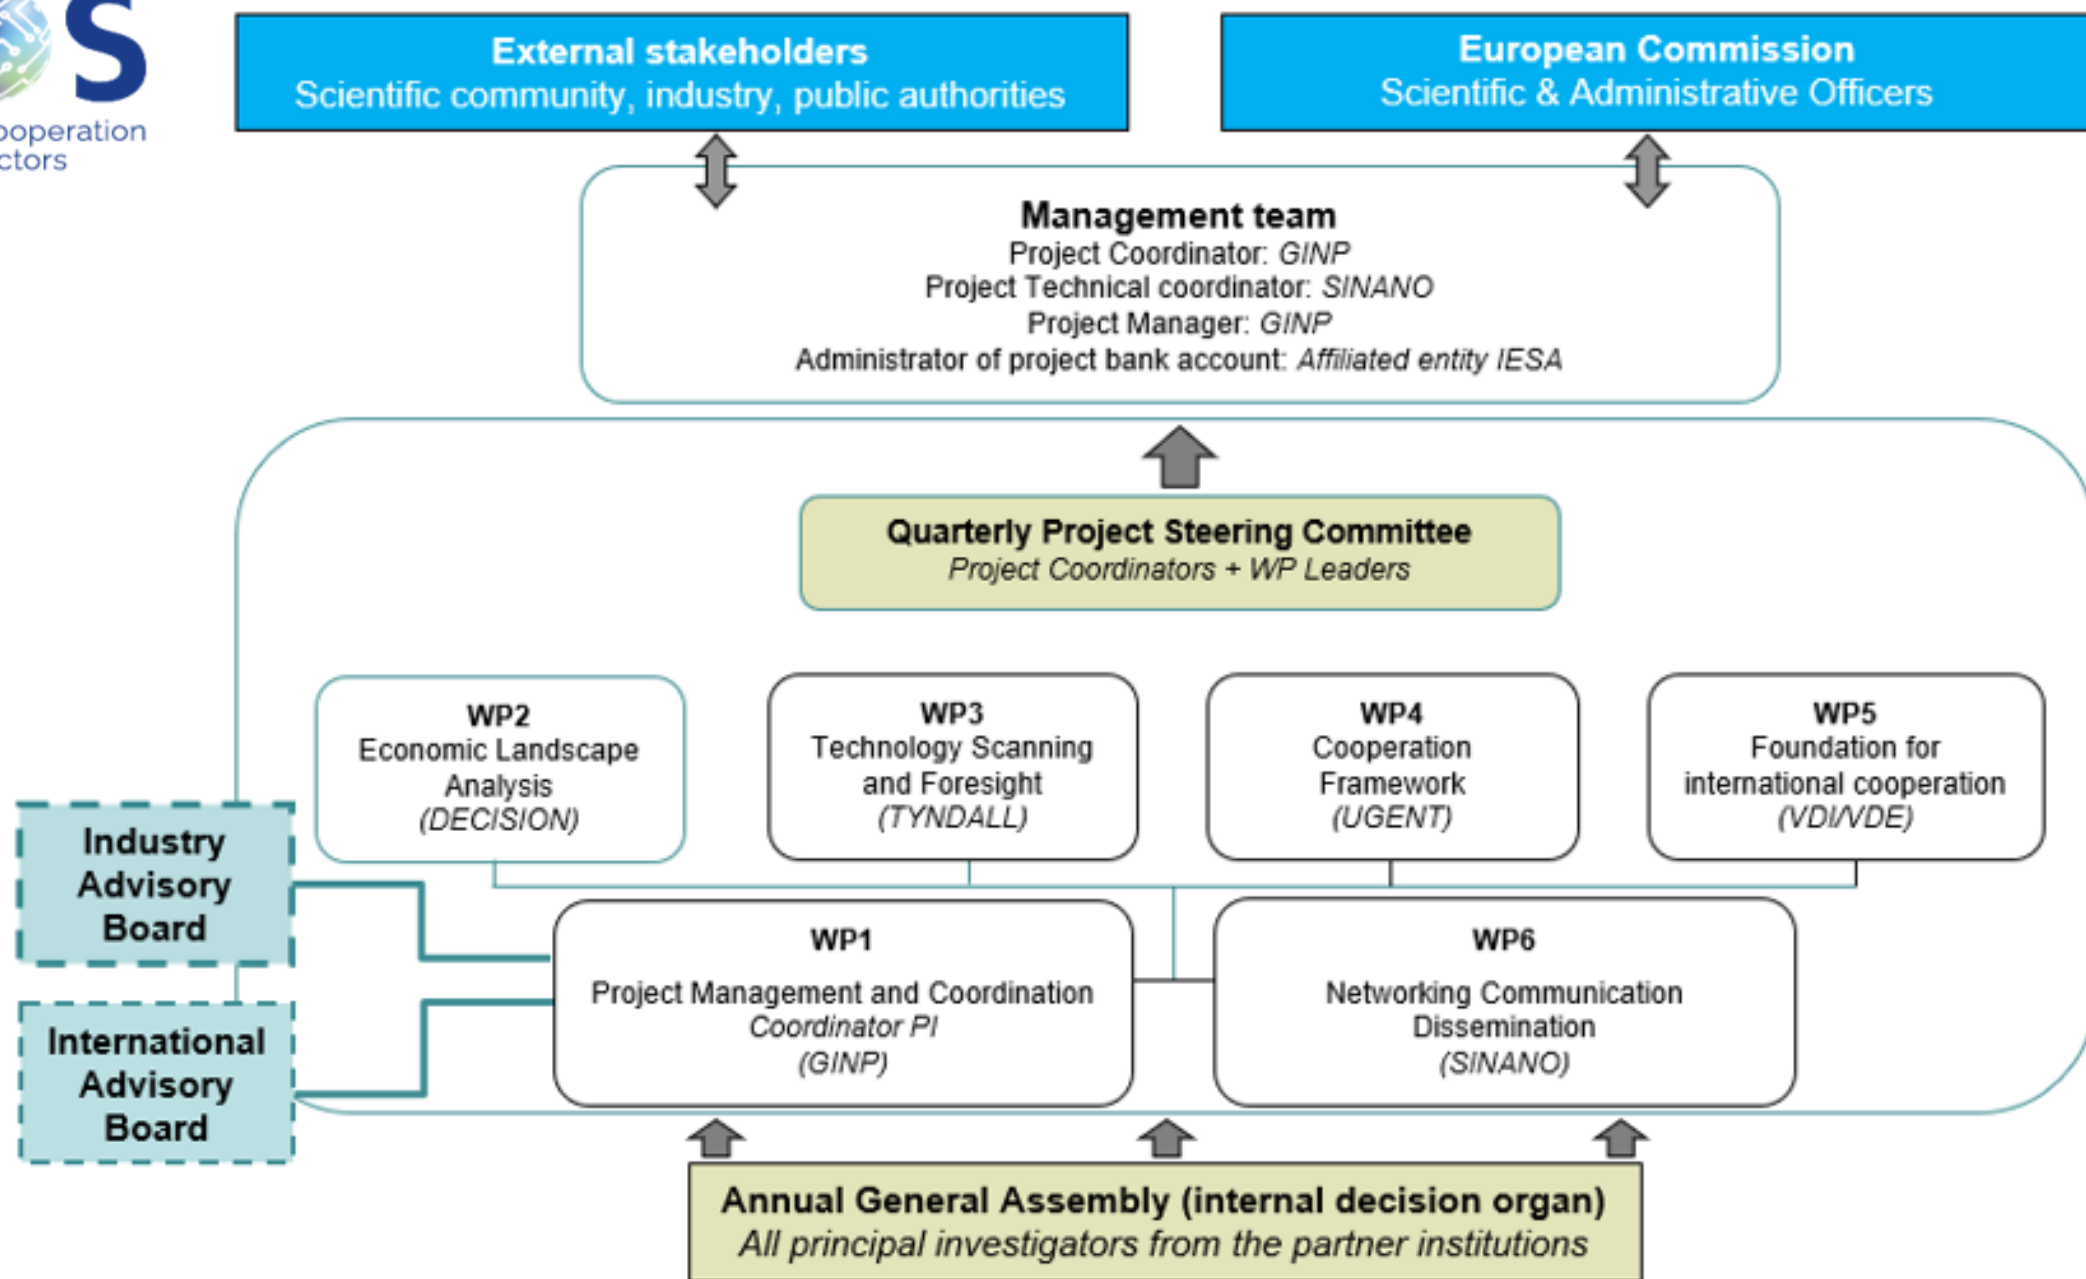 OS
External stakeholders
Scientific community, industry, public authorities
European Commission
Scientific & Administrative Officers
Management team
Project Coordinator: GINP
Project Technical coordinator: SINANO
Project Manager: GINP
Administrator of project bank account: Affiliated entity IESA
Quarterly Project Steering Committee
Project Coordinators + WP Leaders
WP2
Economic Landscape
Analysis
(DECISION)
WP3
Technology Scanning
and Foresight
(TYNDALL)
WP4
Cooperation
Framework
(UGENT)
WP5
Foundation for
international cooperation
(VDI/VDE)
Industry
Advisory
Board
International
Advisory
Board
WP1
Project Management and Coordination
Coordinator PI
(GINP)
WP6
Networking Communication
Dissemination
(SINANO)
Annual General Assembly (internal decision organ)
All principal investigators from the partner institutions